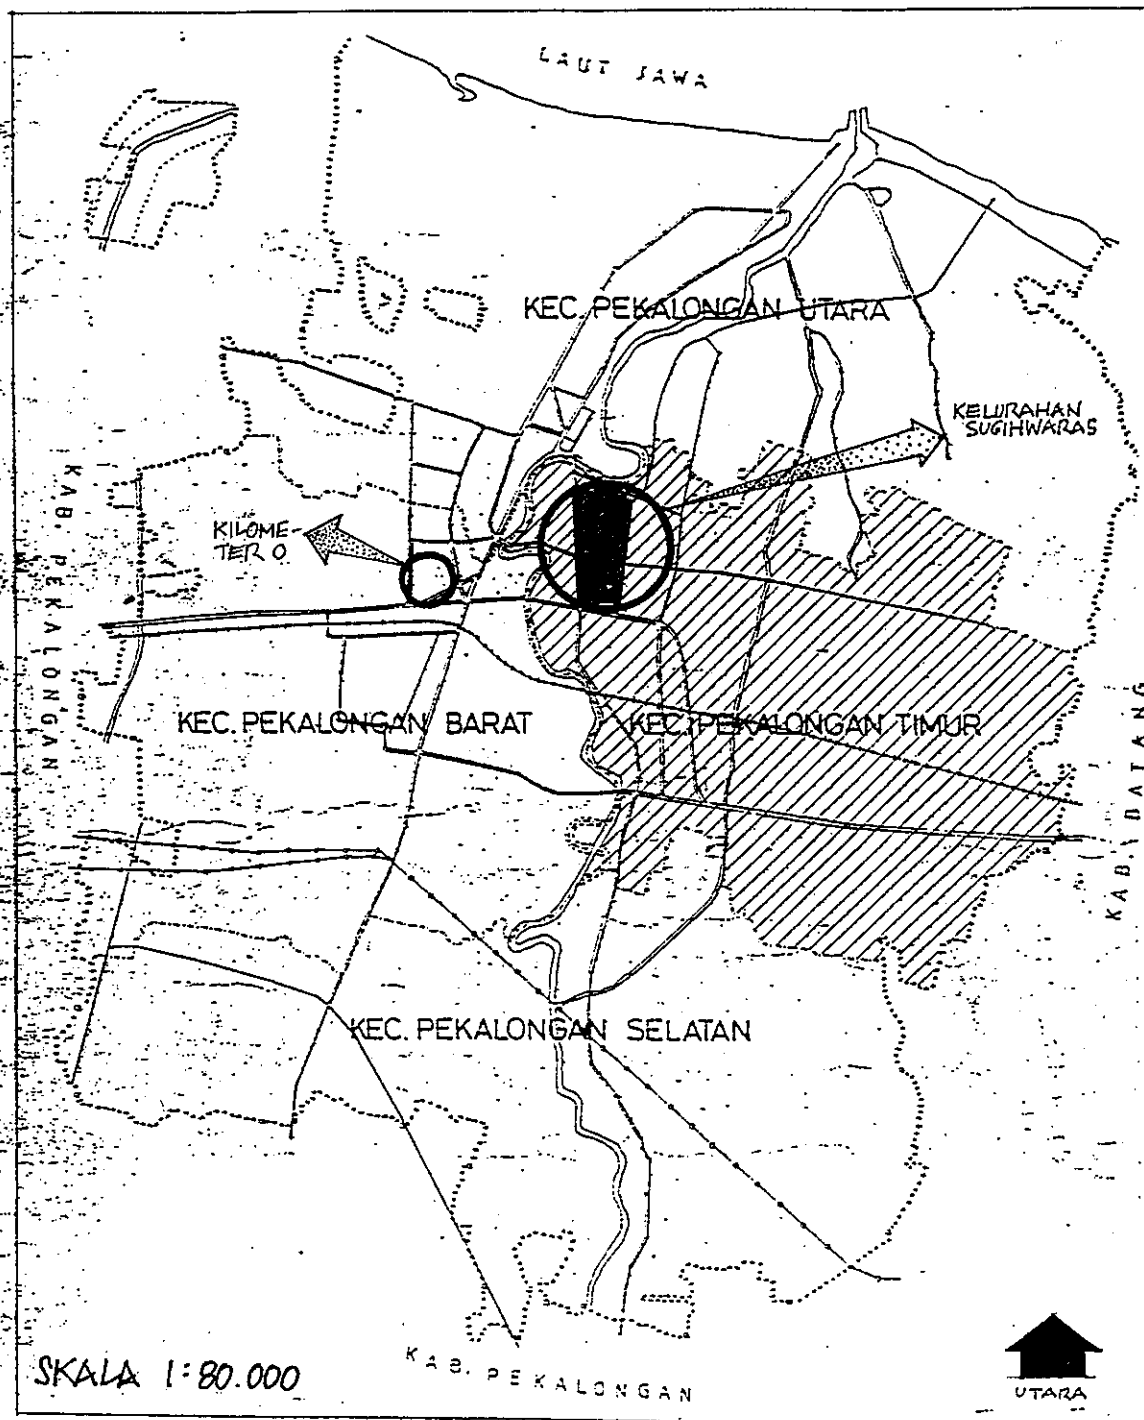 LAUT JAWA
KEC. PEKALONGAN UTARA
KELURAHAN
SUGIHWARAS
KILOME-
TER 0
KAB. PEKALONGAN
KEC. PEKALONGAN BARAT
KEC. PEKALONGAN TIMUR
KAB. BATANG
KEC. PEKALONGAN SELATAN
KAB. PEKALONGAN
SKALA 1:80.000
UTARA